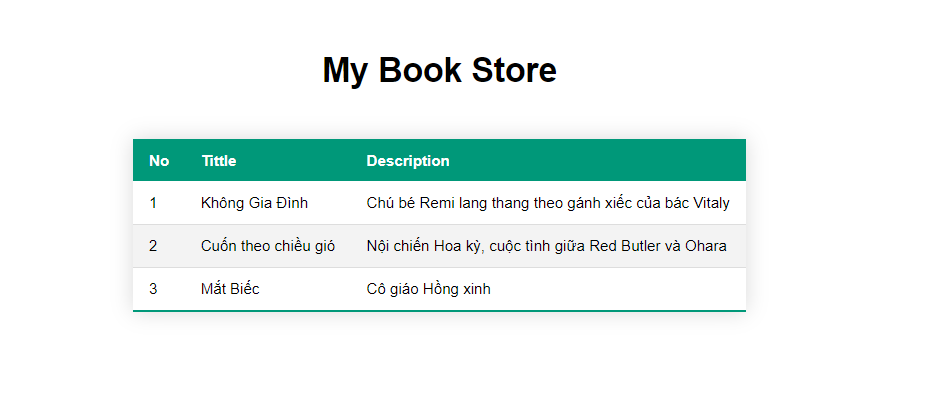 My Book Store
No Tittle Description
1 Không Gia Đình Chú bé Remi lang thang theo gánh xiếc của bác Vitaly
2 Cuốn theo chiều gió Nội chiến Hoa kỳ, cuộc tình giữa Red Butler và Ohara
3 Mắt Biếc Cô giáo Hồng xinh